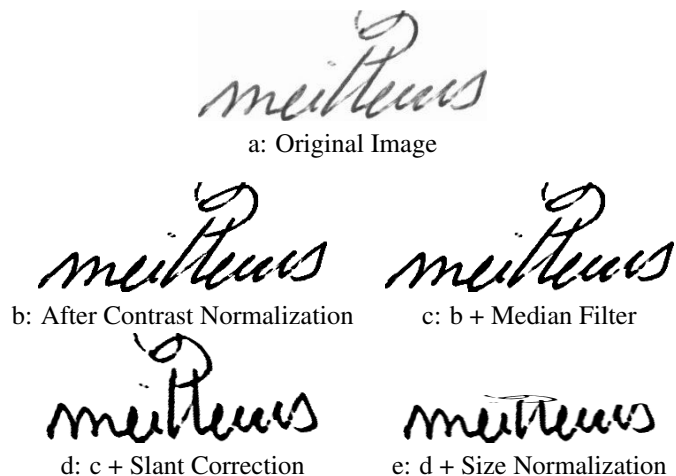 meilleurs
a: Original Image
meilleurs meilleurs
b: After Contrast Normalization c: b + Median Filter
meilleurs meilleurs
d: c + Slant Correction e: d + Size Normalization